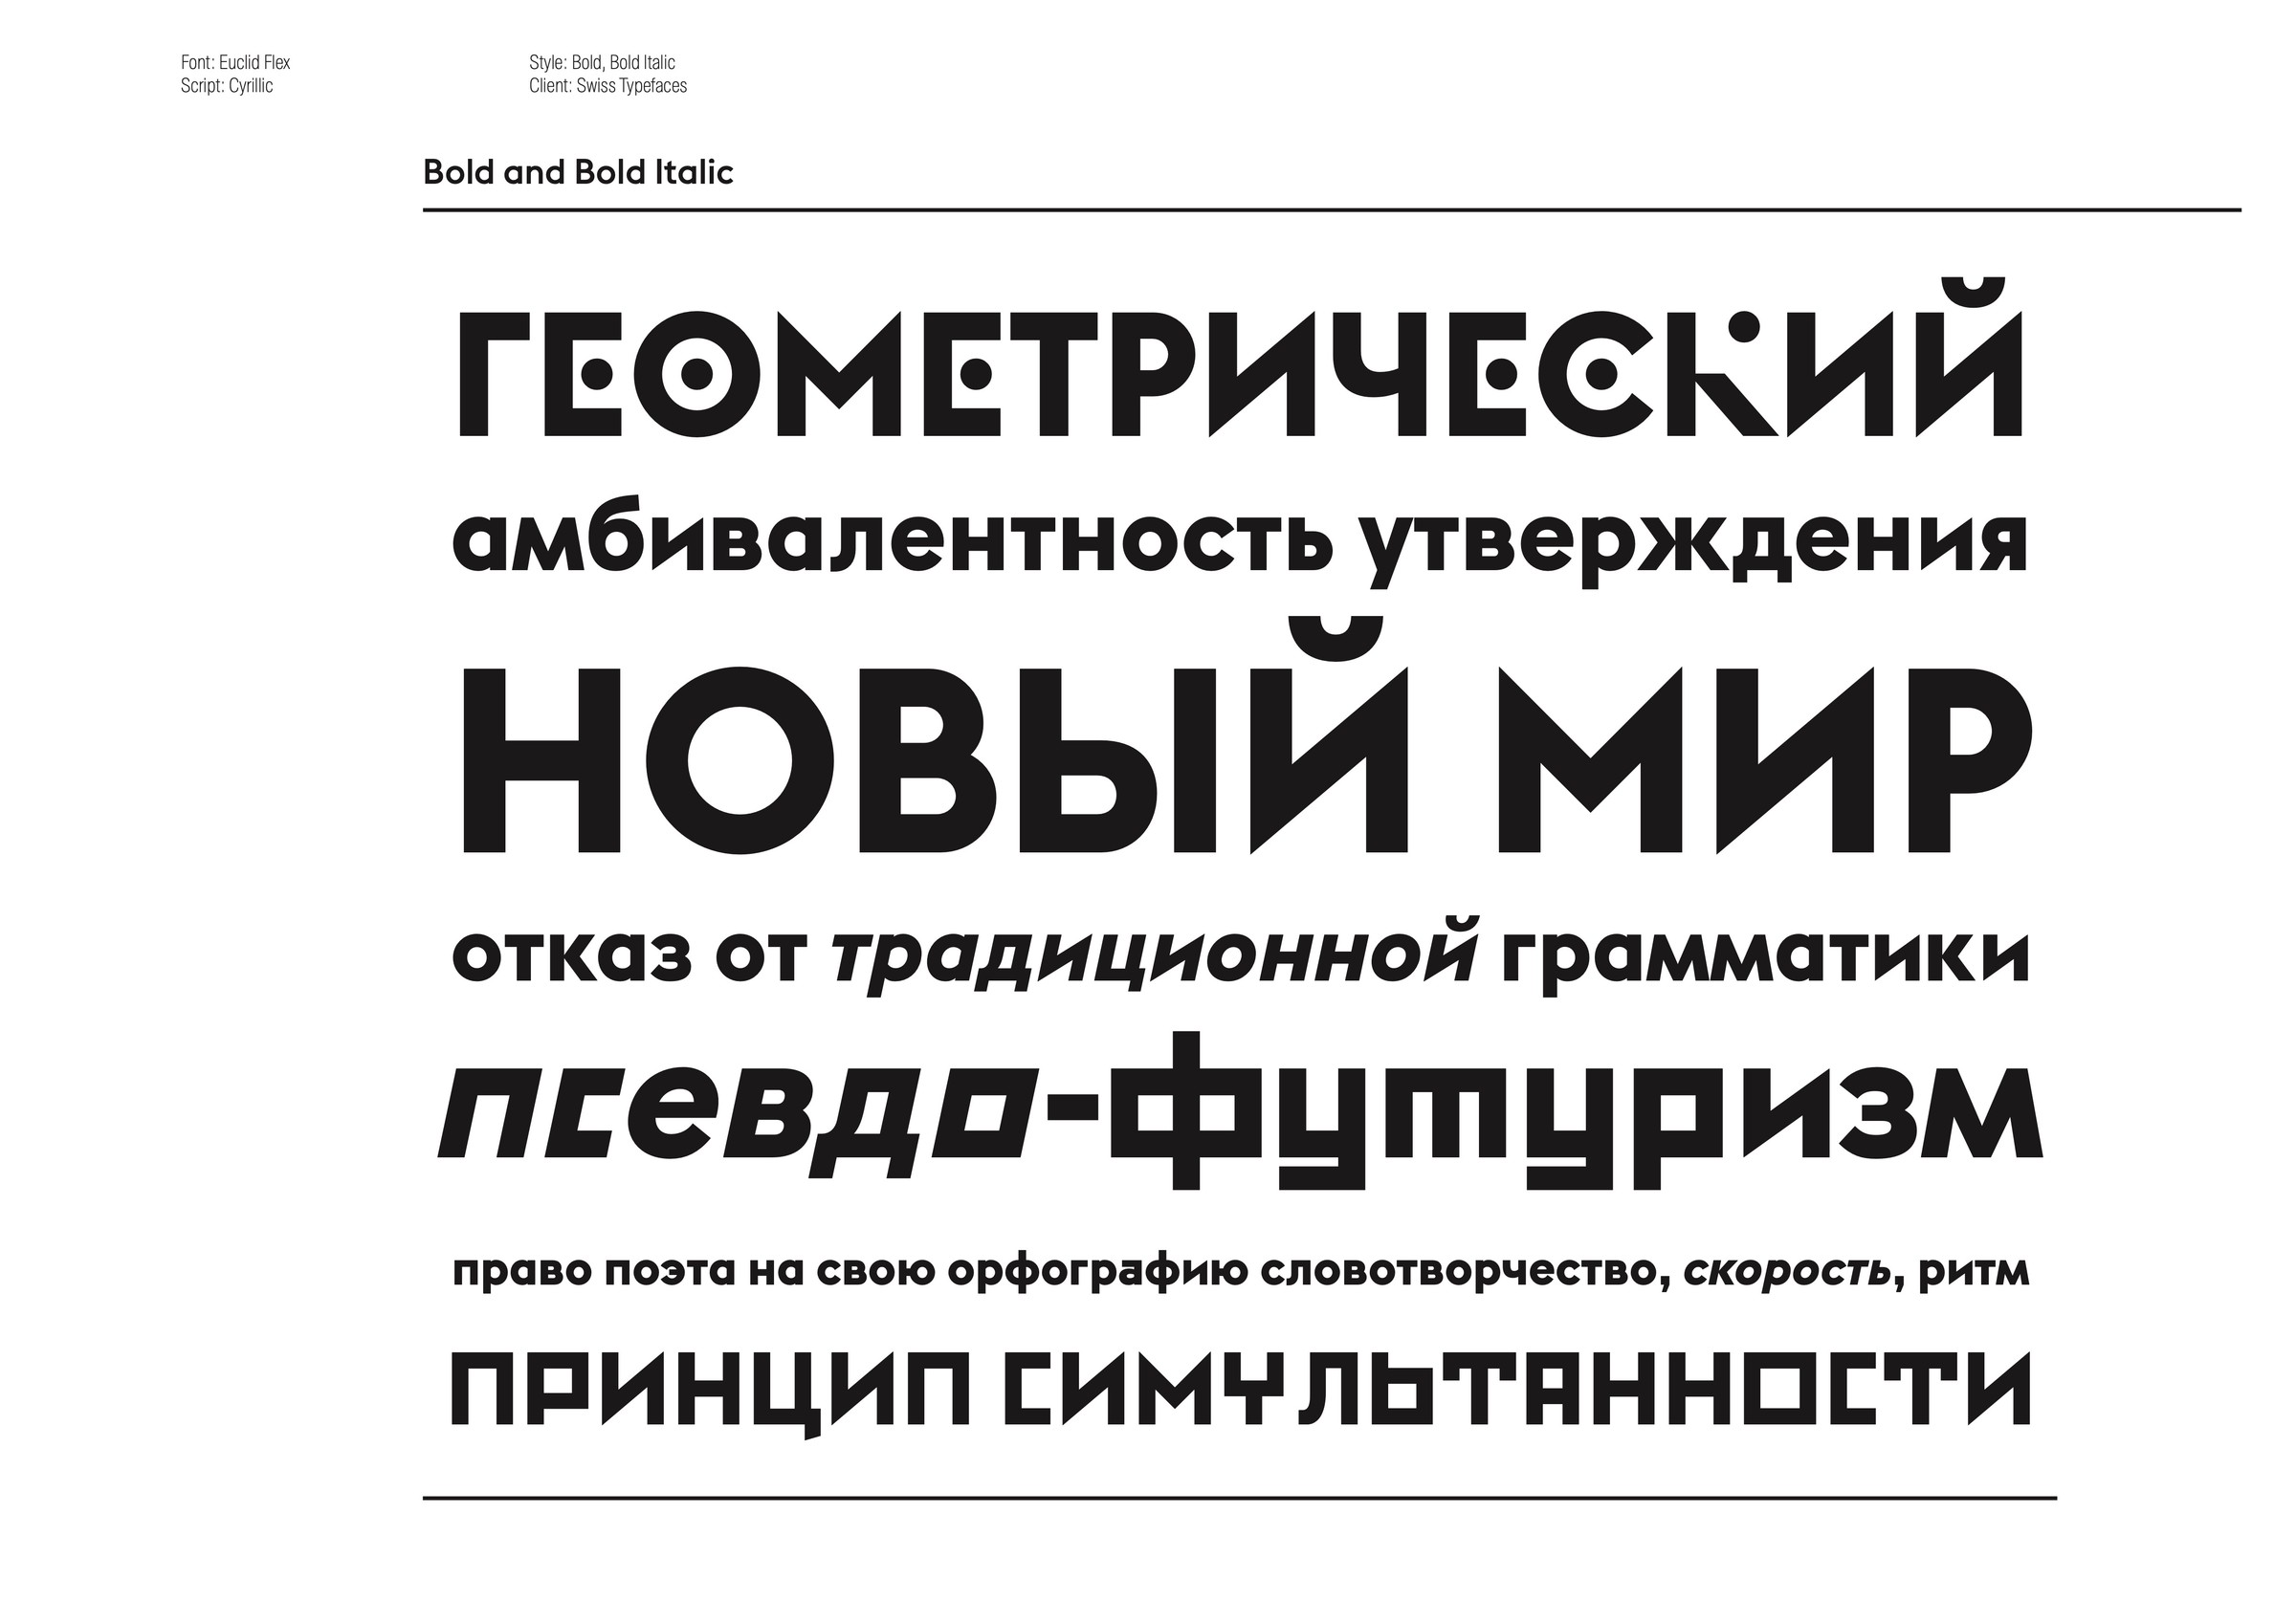 Font: Euclid Flex
Script: Cyrillic
Style: Bold, Bold Italic
Client: Swiss Typefaces
Bold and Bold Italic
ГЕОМЕТРИЧЕСКИЙ
амбивалентность утверждения
НОВЫЙ МИР
отказ от традиционной грамматики
псевдо-футуризм
право поэта на свою орфографию словотворчество, скорость, ритм
ПРИНЦИП СИМУЛЬТАННОСТИ